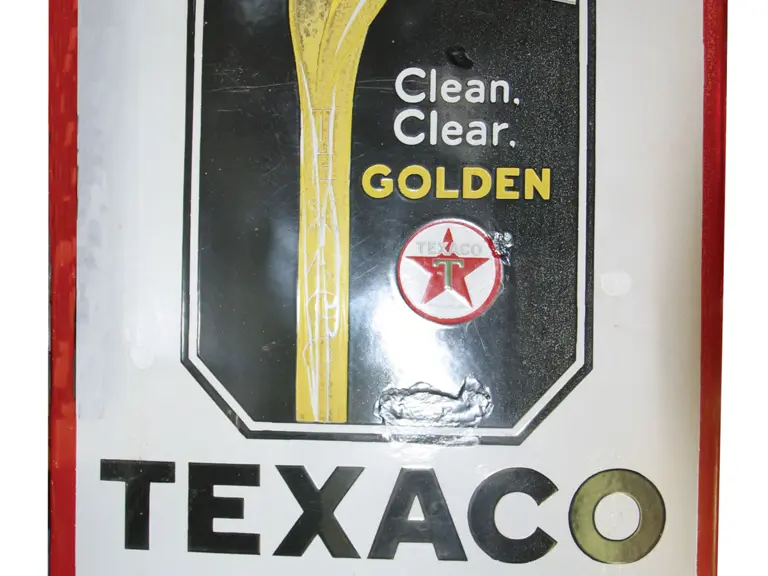 Clean,
Clear,
GOLDEN
TEXACO
T
TEXACO